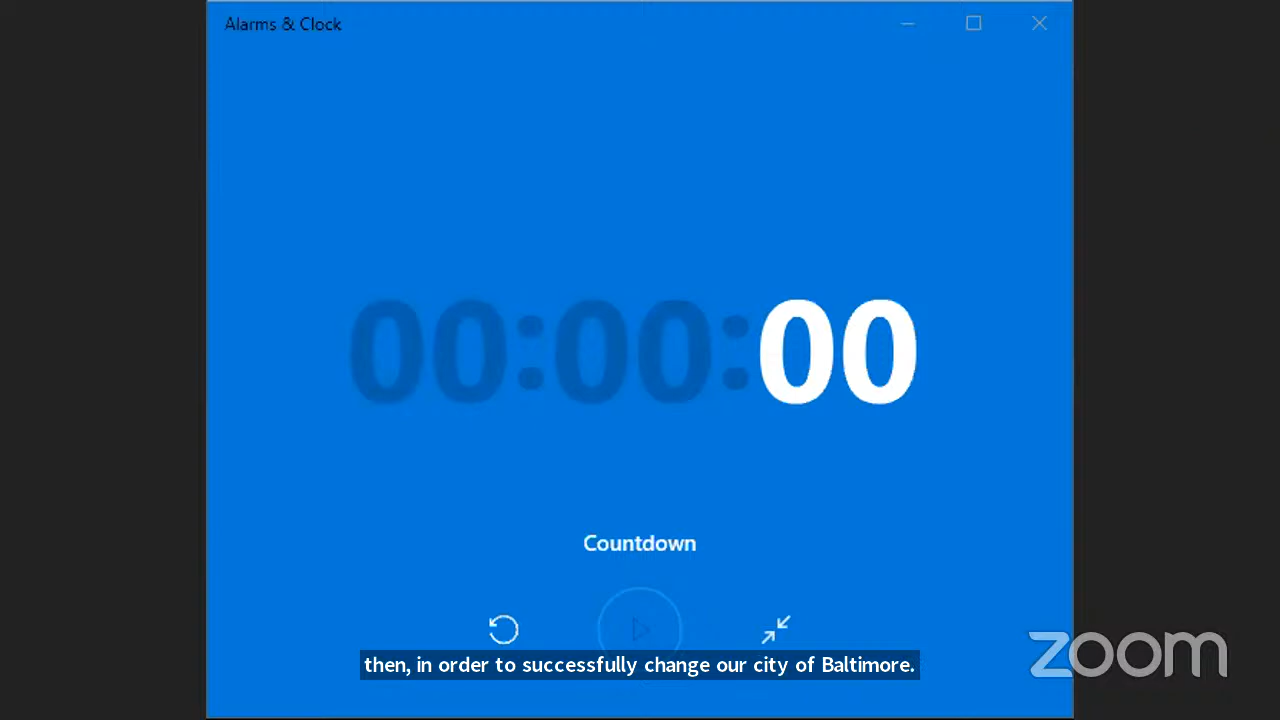 Alarms & Clock
00:00:00
Countdown
then, in order to successfully change our city of Baltimore.
zoom